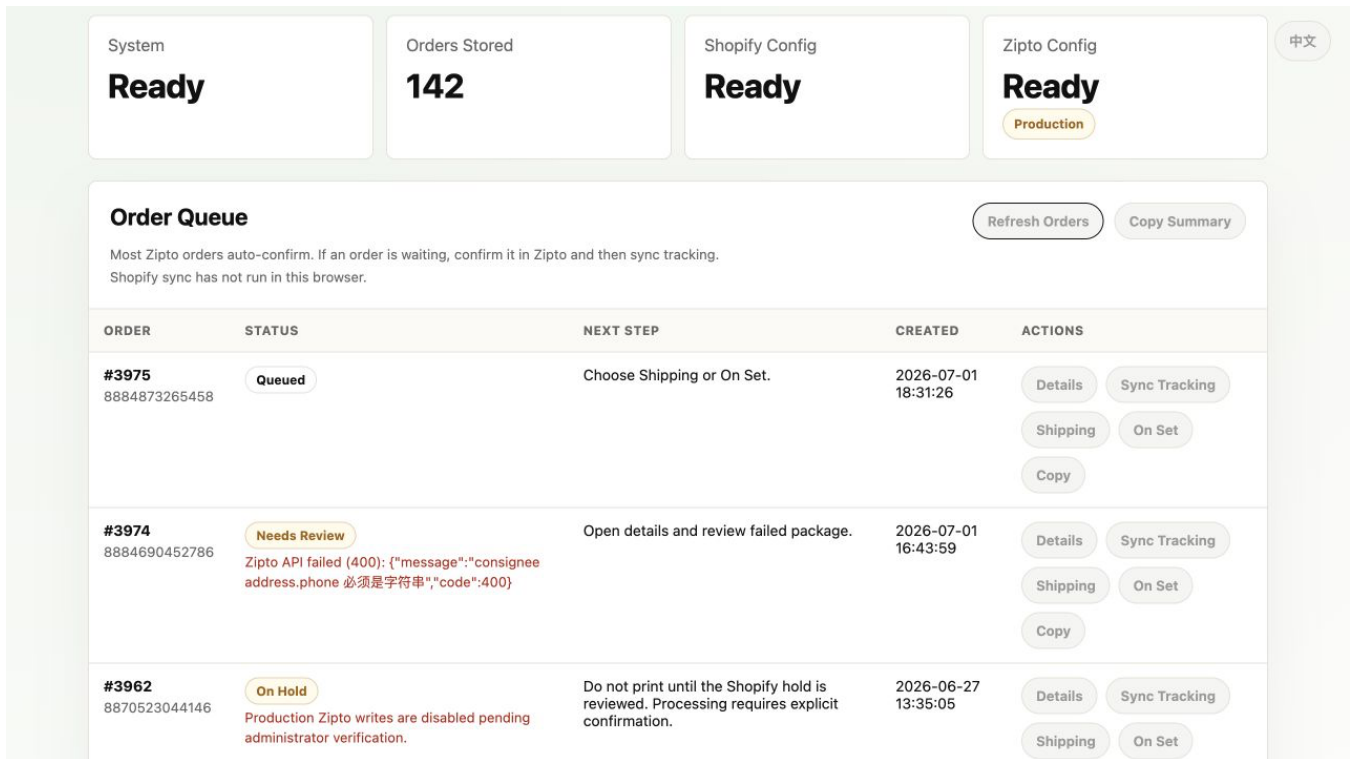 System
Ready
Orders Stored
142
Shopify Config
Ready
Zipto Config
Ready
Production
中文
Order Queue
Refresh Orders
Copy Summary
Most Zipto orders auto-confirm. If an order is waiting, confirm it in Zipto and then sync tracking.
Shopify sync has not run in this browser.
ORDER STATUS NEXT STEP CREATED ACTIONS
#3975
8884873265458
Queued
Choose Shipping or On Set.
2026-07-01
18:31:26
Details Sync Tracking
Shipping On Set
Copy
#3974
8884690452786
Needs Review
Zipto API failed (400): {"message":"consignee
address.phone 必须是字符串","code":400}
Open details and review failed package.
2026-07-01
16:43:59
Details Sync Tracking
Shipping On Set
Copy
#3962
8870523044146
On Hold
Production Zipto writes are disabled pending
administrator verification.
Do not print until the Shopify hold is
reviewed. Processing requires explicit
confirmation.
2026-06-27
13:35:05
Details Sync Tracking
Shipping On Set